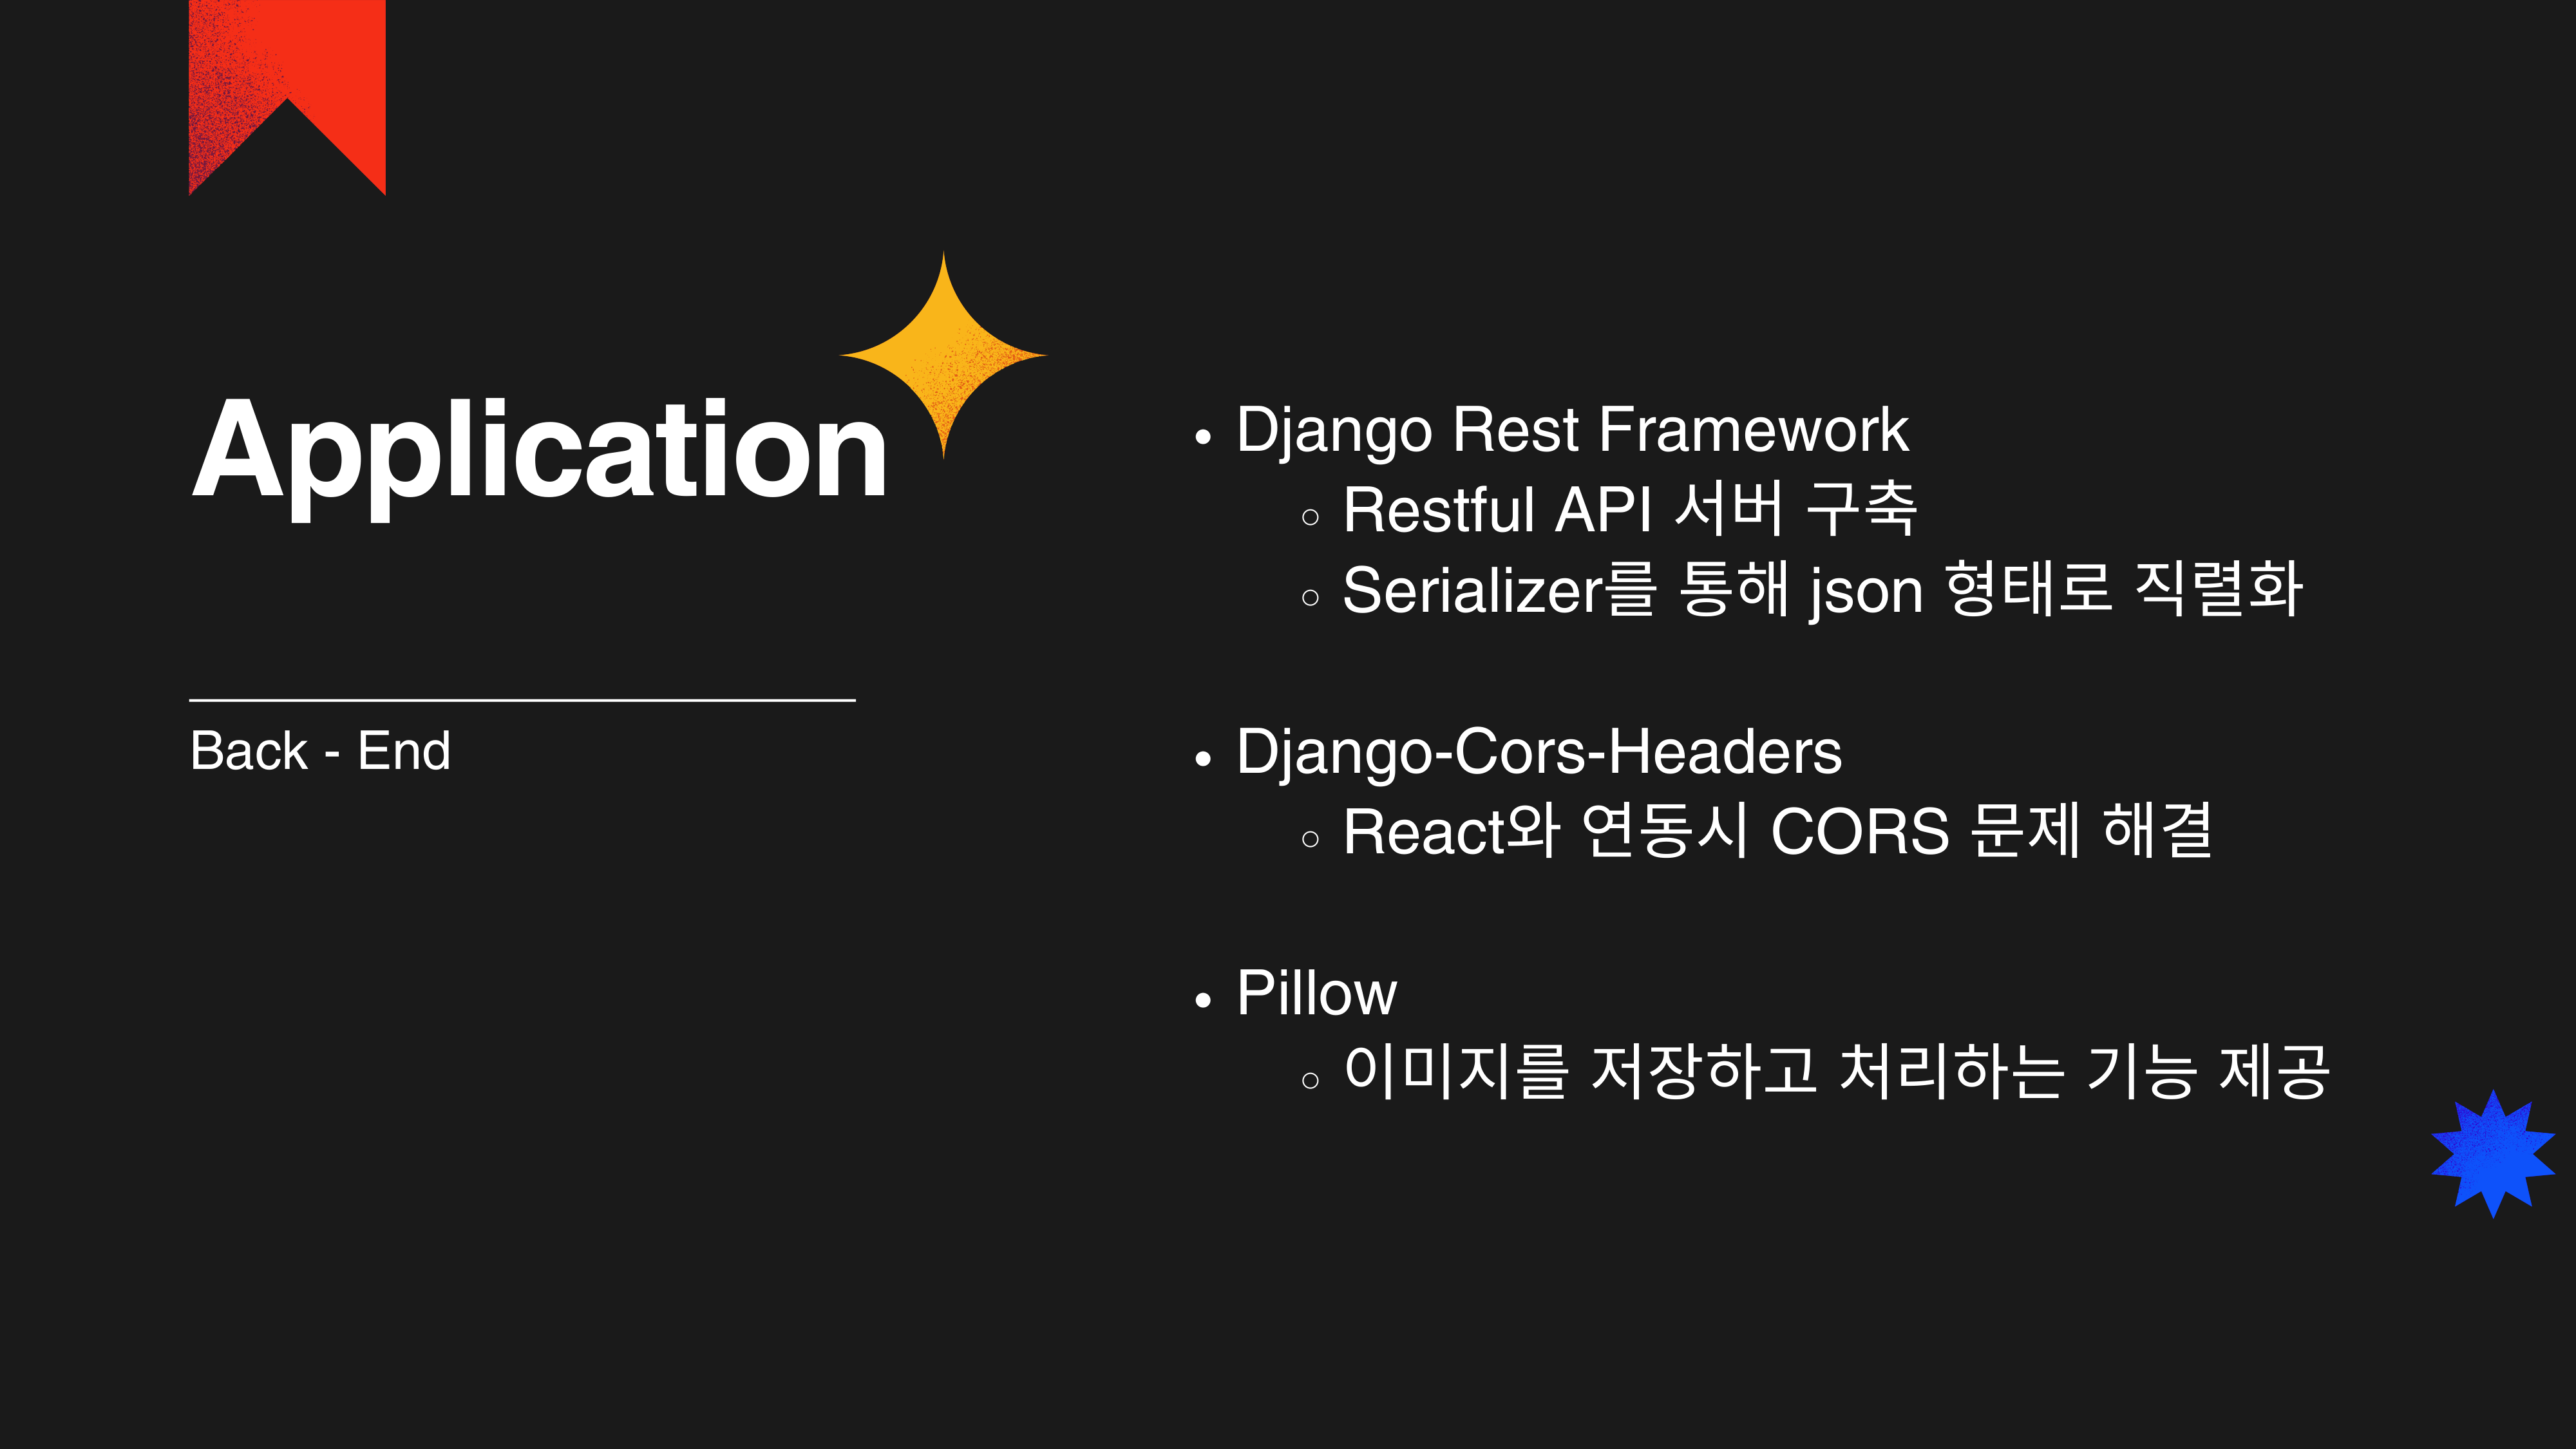 Application
Back - End
Django Rest Framework
Restful API 서버 구축
Serializer를 통해 json 형태로 직렬화
Django-Cors-Headers
React와 연동시 CORS 문제 해결
Pillow
이미지를 저장하고 처리하는 기능 제공